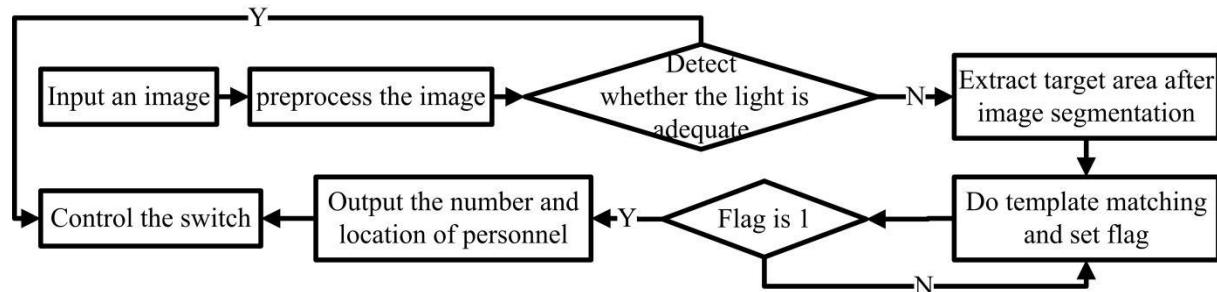 Y
Input an image
preprocess the image
Detect
whether the light is
adequate
N
Extract target area after
image segmentation
Control the switch
Output the number and
location of personnel
Y
Flag is 1
Do template matching
and set flag
N